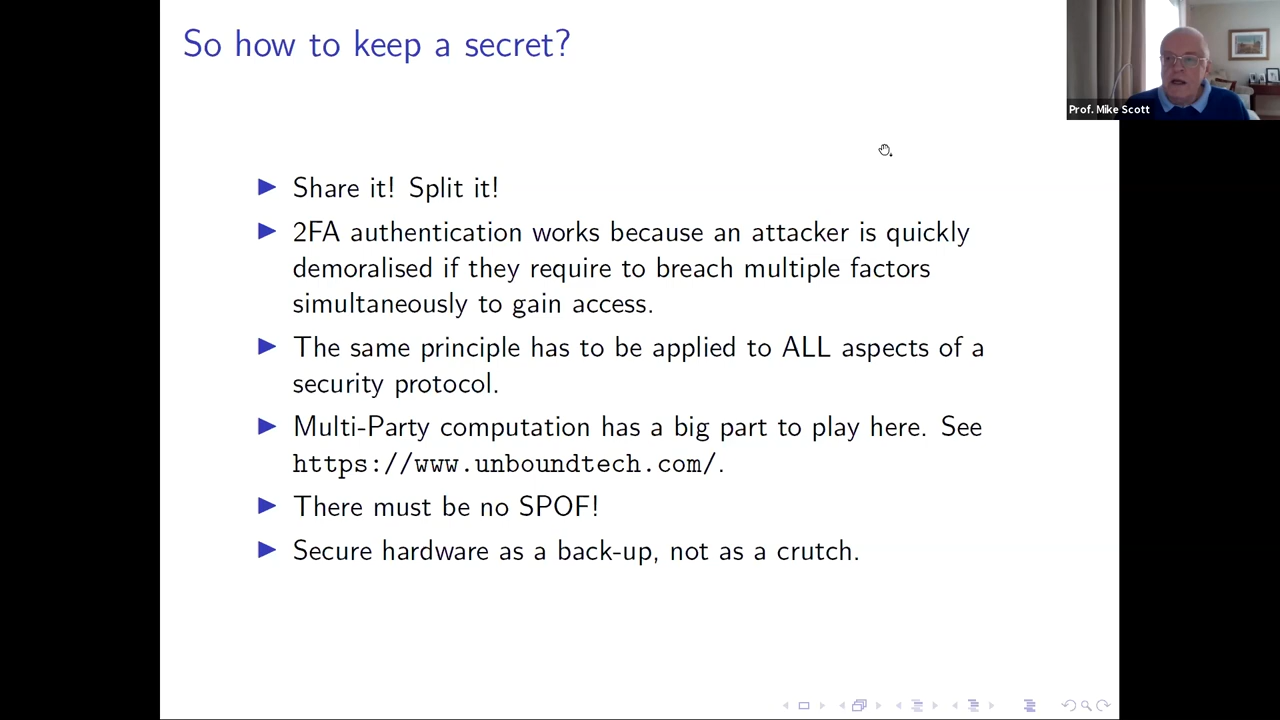 So how to keep a secret?
Prof. Mike Scott
Share it! Split it!
2FA authentication works because an attacker is quickly
demoralised if they require to breach multiple factors
simultaneously to gain access.
The same principle has to be applied to ALL aspects of a
security protocol.
Multi-Party computation has a big part to play here. See
https://www.unboundtech.com/.
There must be no SPOF!
Secure hardware as a back-up, not as a crutch.